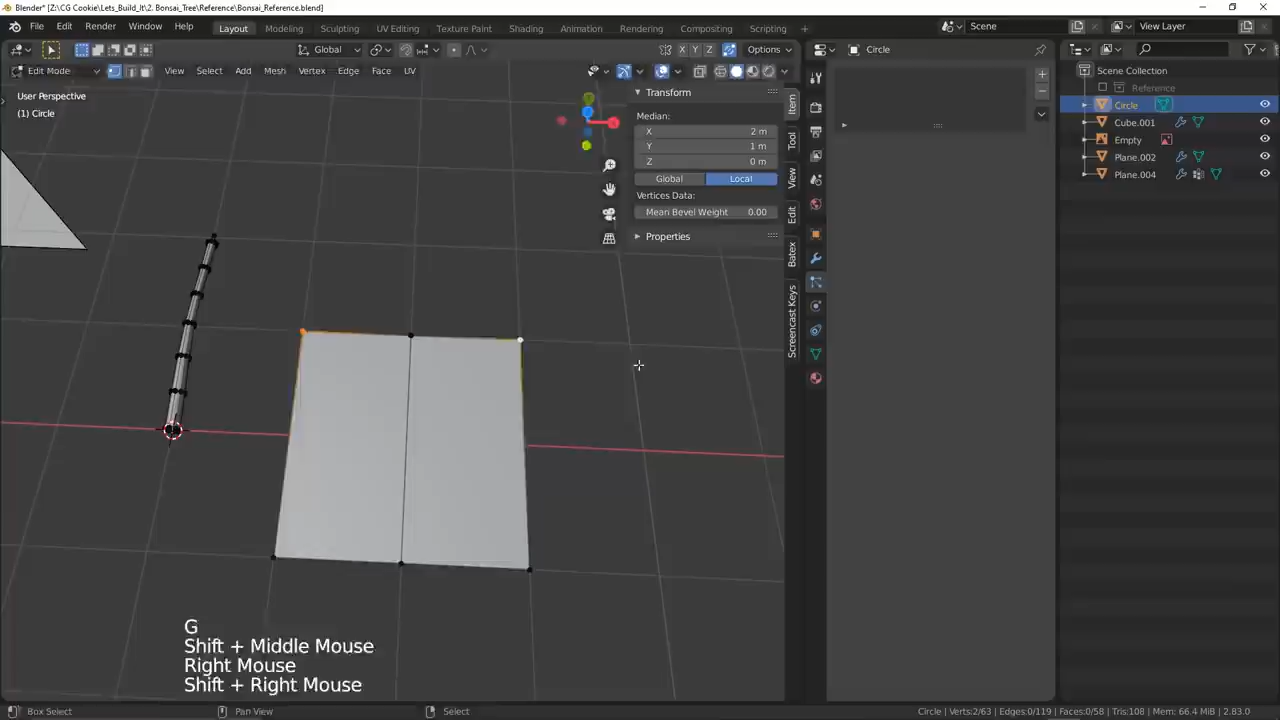 Blender* [Z:\CG Cookie\Lets_Build_It\2. Bonsai_Tree\Reference\Bonsai_Reference.blend]
File Edit Render Window Help
Layout Modeling Sculpting UV Editing Texture Paint Shading Animation Rendering Compositing Scripting +
Scene
View Layer
Global
X Y Z
Options
Circle
Edit Mode
View Select Add Mesh Vertex Edge Face UV
User Perspective
(1) Circle
Transform
Median:
X 2 m
Y 1 m
Z 0 m
Global Local
Vertices Data:
Mean Bevel Weight 0.00
Properties
Item
Tool
View
Edit
Batex
Screencast Keys
Scene Collection
Reference
Circle
Cube.001
Empty
Plane.002
Plane.004
G
Shift + Middle Mouse
Right Mouse
Shift + Right Mouse
Box Select
Pan View
Select
Circle | Verts:2/63 | Edges:0/119 | Faces:0/58 | Tris:108 | Mem: 66.4 MiB | 2.83.0